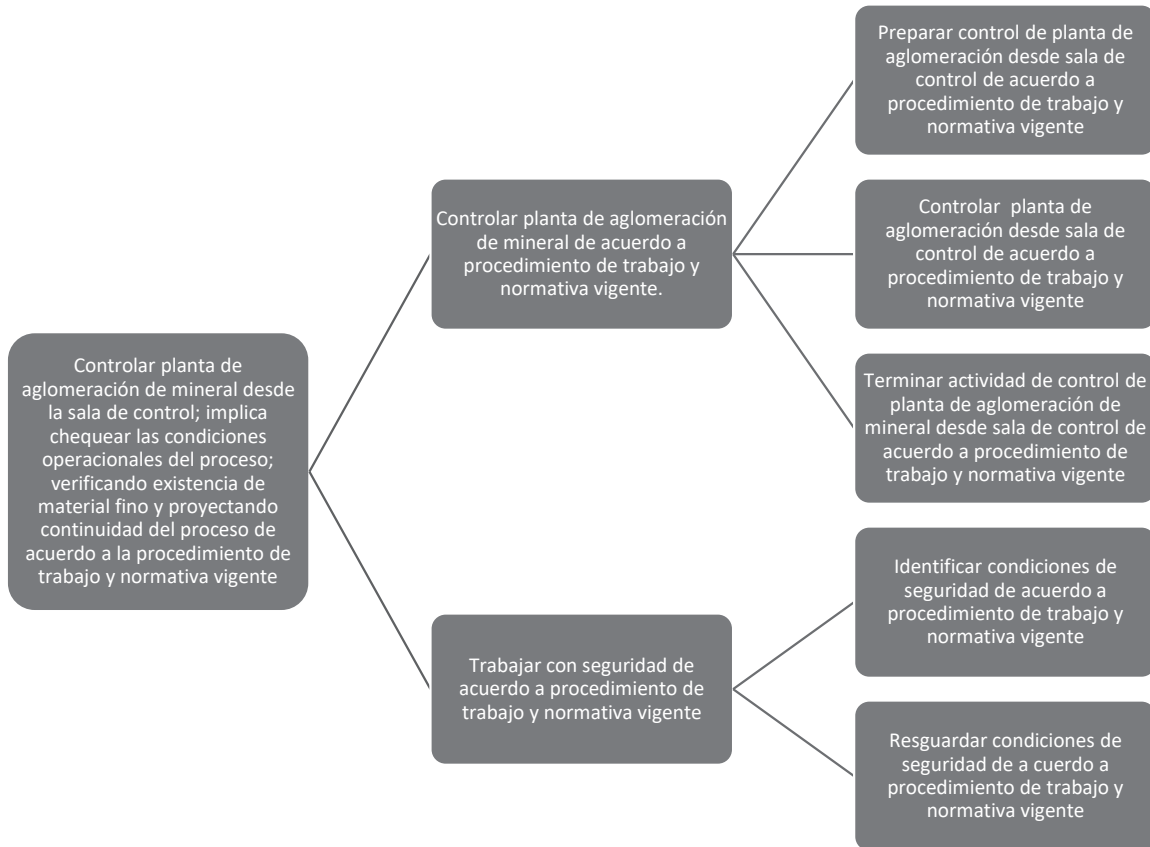 Controlar planta de
aglomeración de mineral desde
la sala de control; implica
chequear las condiciones
operacionales del proceso;
verificando existencia de
material fino y proyectando
continuidad del proceso de
acuerdo a la procedimiento de
trabajo y normativa vigente
Controlar planta de aglomeración
de mineral de acuerdo a
procedimiento de trabajo y
normativa vigente.
Preparar control de planta de
aglomeración desde sala de
control de acuerdo a
procedimiento de trabajo y
normativa vigente
Controlar  planta de
aglomeración desde sala de
control de acuerdo a
procedimiento de trabajo y
normativa vigente
Terminar actividad de control de
planta de aglomeración de
mineral desde sala de control de
acuerdo a procedimiento de
trabajo y normativa vigente
Trabajar con seguridad de
acuerdo a procedimiento de
trabajo y normativa vigente
Identificar condiciones de
seguridad de acuerdo a
procedimiento de trabajo y
normativa vigente
Resguardar condiciones de
seguridad de a cuerdo a
procedimiento de trabajo y
normativa vigente